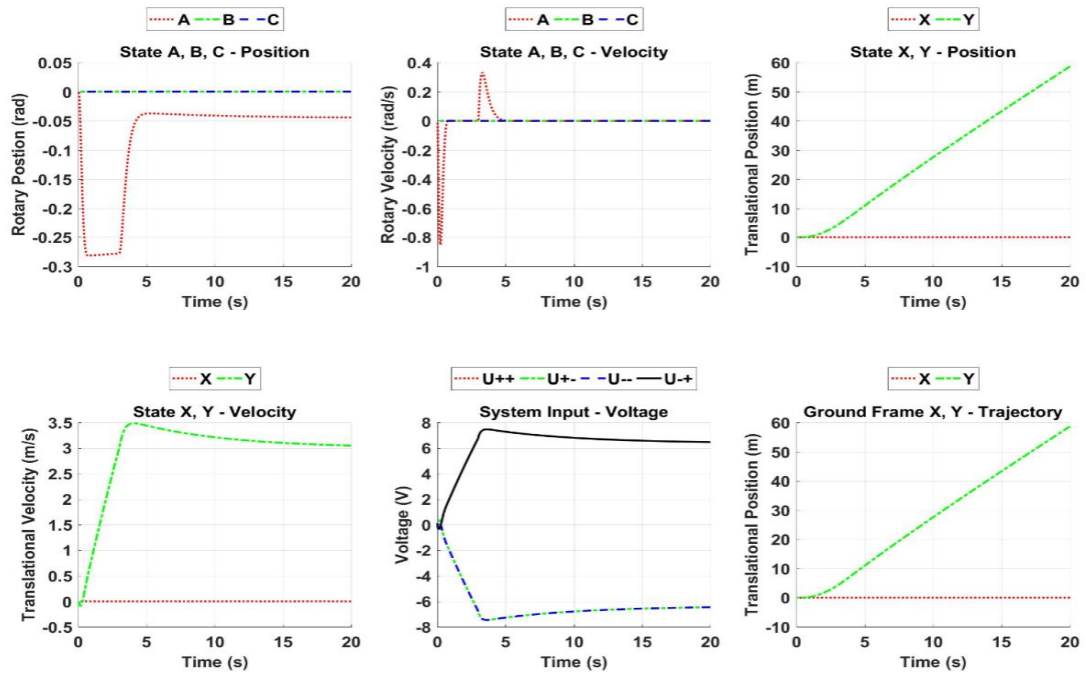 A B C
State A, B, C - Position
0.05
0
-0.05
-0.1
-0.15
-0.2
-0.25
-0.3
Rotary Postion (rad)
0 5 10 15 20
Time (s)
A B C
State A, B, C - Velocity
0.4
0.2
0
-0.2
-0.4
-0.6
-0.8
-1
Rotary Velocity (rad/s)
0 5 10 15 20
Time (s)
X Y
State X, Y - Position
60
50
40
30
20
10
0
-10
Translational Position (m)
0 5 10 15 20
Time (s)
X Y
State X, Y - Velocity
3.5
3
2.5
2
1.5
1
0.5
0
-0.5
Translational Velocity (m/s)
0 5 10 15 20
Time (s)
U++ U+- U-- U-+
System Input - Voltage
8
6
4
2
0
-2
-4
-6
-8
Voltage (V)
0 5 10 15 20
Time (s)
X Y
Ground Frame X, Y - Trajectory
60
50
40
30
20
10
0
-10
Translational Position (m)
0 5 10 15 20
Time (s)